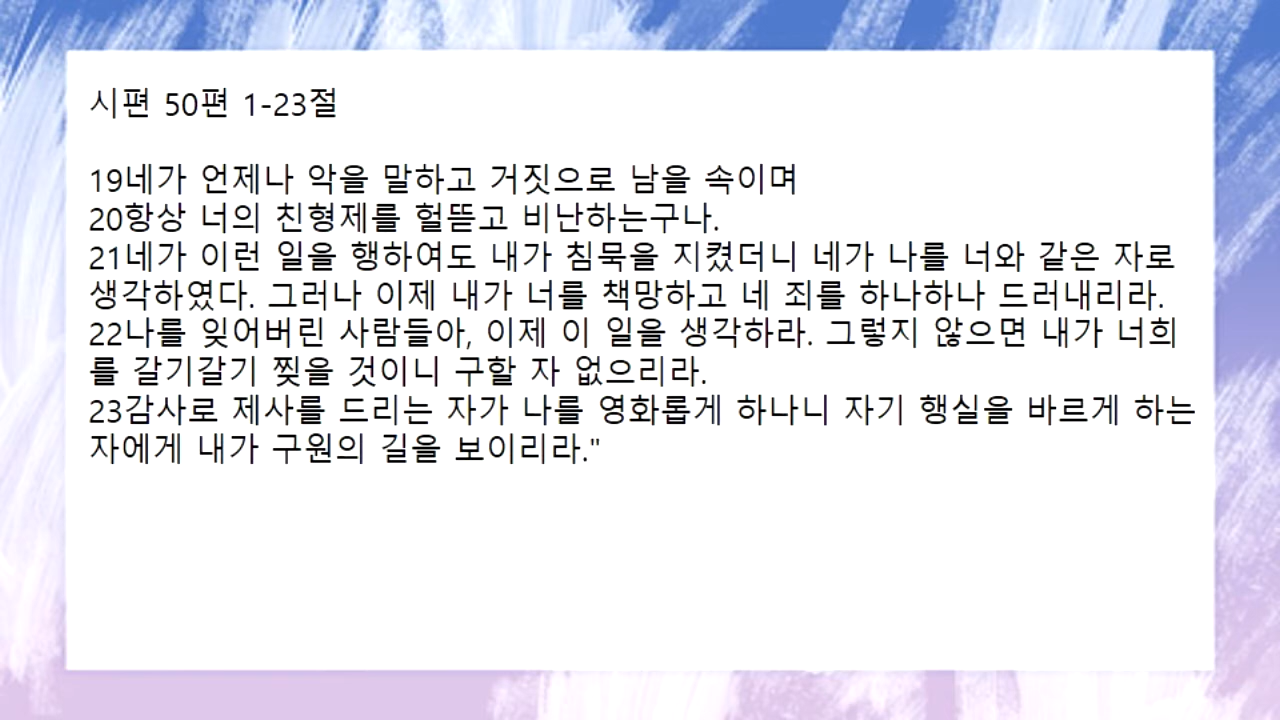 시편 50편 1-23절
19네가 언제나 악을 말하고 거짓으로 남을 속이며
20항상 너의 친형제를 헐뜯고 비난하는구나.
21네가 이런 일을 행하여도 내가 침묵을 지켰더니 네가 나를 너와 같은 자로
생각하였다. 그러나 이제 내가 너를 책망하고 네 죄를 하나하나 드러내리라.
22나를 잊어버린 사람들아, 이제 이 일을 생각하라. 그렇지 않으면 내가 너희
를 갈기갈기 찢을 것이니 구할 자 없으리라.
23감사로 제사를 드리는 자가 나를 영화롭게 하나니 자기 행실을 바르게 하는
자에게 내가 구원의 길을 보이리라."